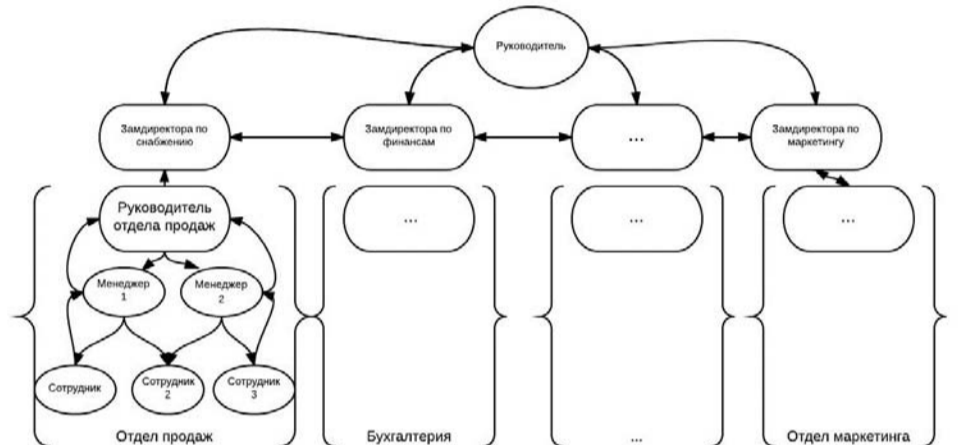 Руководитель
Замдиректора по
снабжению
Замдиректора по
финансам
...
Замдиректора по
маркетингу
Руководитель
отдела продаж
...
...
...
Менеджер
1
Менеджер
2
Сотрудник
Сотрудник
2
Сотрудник
3
Отдел продаж
Бухгалтерия
...
Отдел маркетинга